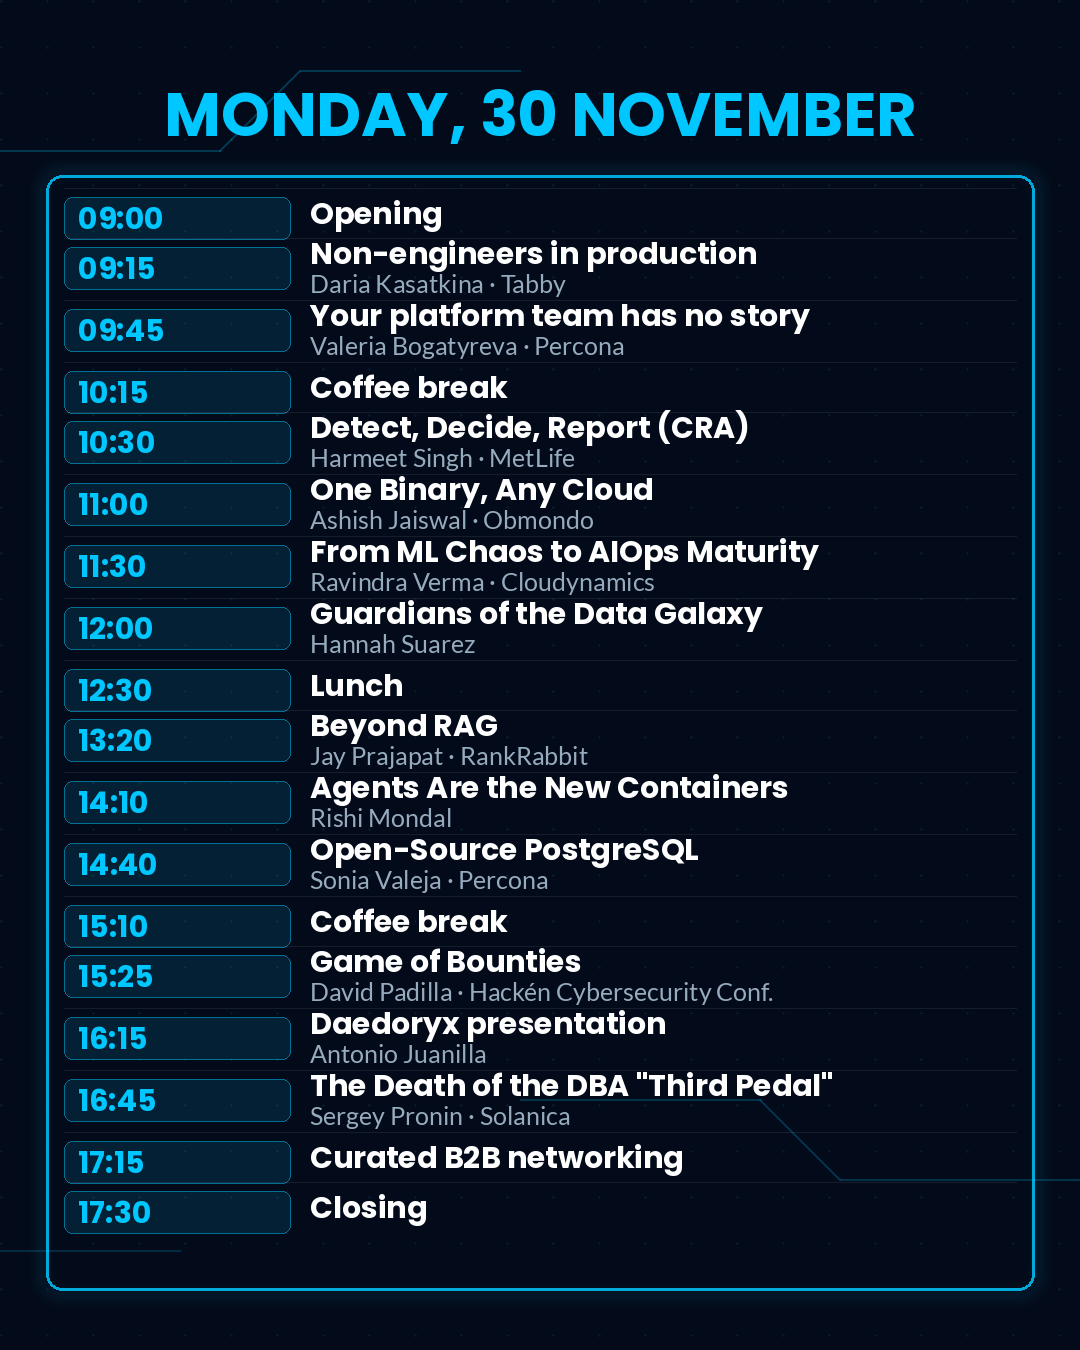 MONDAY, 30 NOVEMBER
09:00 Opening
09:15 Non-engineers in production
Daria Kasatkina · Tabby
09:45 Your platform team has no story
Valeria Bogatyreva · Percona
10:15 Coffee break
10:30 Detect, Decide, Report (CRA)
Harmeet Singh · MetLife
11:00 One Binary, Any Cloud
Ashish Jaiswal · Obmondo
11:30 From ML Chaos to AIOps Maturity
Ravindra Verma · Cloudynamics
12:00 Guardians of the Data Galaxy
Hannah Suarez
12:30 Lunch
13:20 Beyond RAG
Jay Prajapat · RankRabbit
14:10 Agents Are the New Containers
Rishi Mondal
14:40 Open-Source PostgreSQL
Sonia Valeja · Percona
15:10 Coffee break
15:25 Game of Bounties
David Padilla · Hackén Cybersecurity Conf.
16:15 Daedoryx presentation
Antonio Juanilla
16:45 The Death of the DBA "Third Pedal"
Sergey Pronin · Solanica
17:15 Curated B2B networking
17:30 Closing